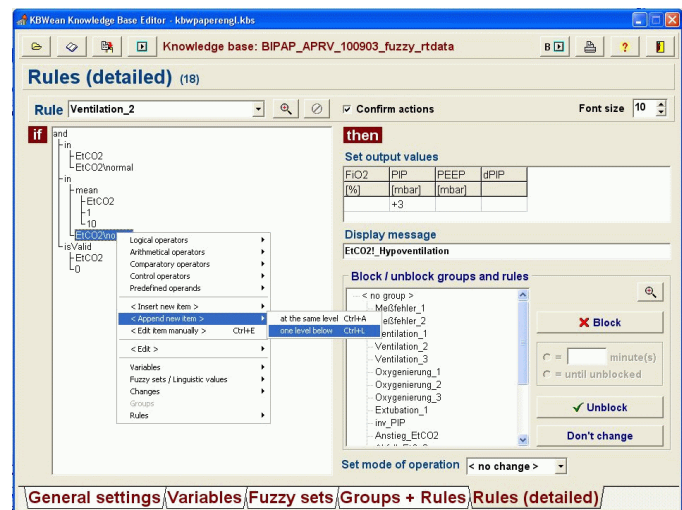 KBWean Knowledge Base Editor - kbwpaperengl.kbs
Knowledge base: BIPAP_APRV_100903_fuzzy_rtdata
B
?
Rules (detailed) (18)
Rule Ventilation_2
Confirm actions
Font size 10
if
and
in
EtCO2
EtCO2\normal
in
mean
EtCO2
-1
-10
EtCO2\no
isValid
EtCO2
0
Logical operators
Arithmetical operators
Comparatory operators
Control operators
Predefined operands
< Insert new item >
< Append new item >
< Edit item manually > Ctrl+E
< Edit >
Variables
Fuzzy sets / Linguistic values
Changes
Groups
Rules
at the same level Ctrl+A
one level below Ctrl+L
then
Set output values
FiO2 PIP PEEP dPIP
[%] [mbar] [mbar]
+3
Display message
EtCO2!_Hypoventilation
Block / unblock groups and rules
< no group >
Meßfehler_1
Meßfehler_2
entilation_1
Ventilation_2
Ventilation_3
Oxygenierung_1
Oxygenierung_2
Oxygenierung_3
Extubation_1
inv_PIP
Anstieg_EtCO2
Block
= minute(s)
= until unblocked
Unblock
Don't change
Set mode of operation < no change >
General settings Variables Fuzzy sets Groups + Rules Rules (detailed)